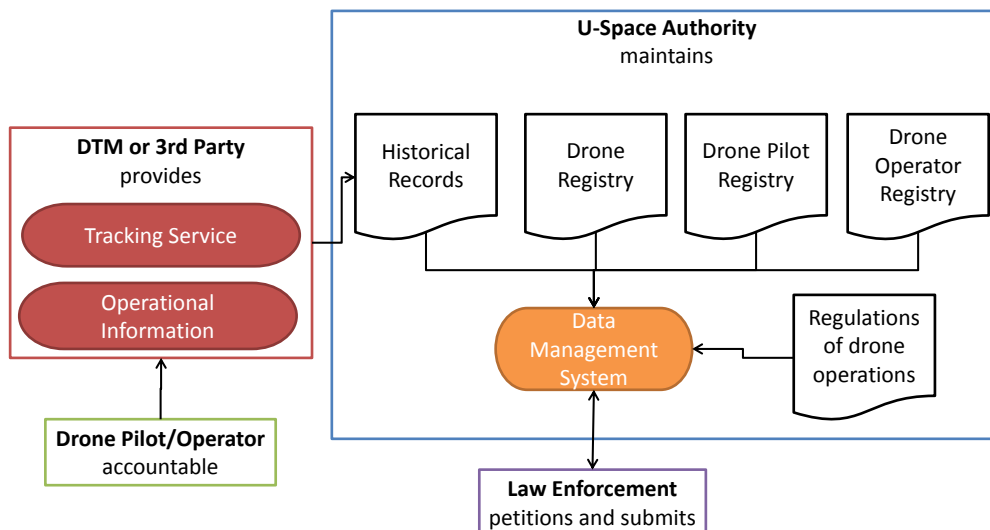 U-Space Authority
maintains
DTM or 3rd Party
provides
Tracking Service
Operational
Information
Historical
Records
Drone
Registry
Drone Pilot
Registry
Drone
Operator
Registry
Data
Management
System
Regulations
of drone
operations
Drone Pilot/Operator
accountable
Law Enforcement
petitions and submits